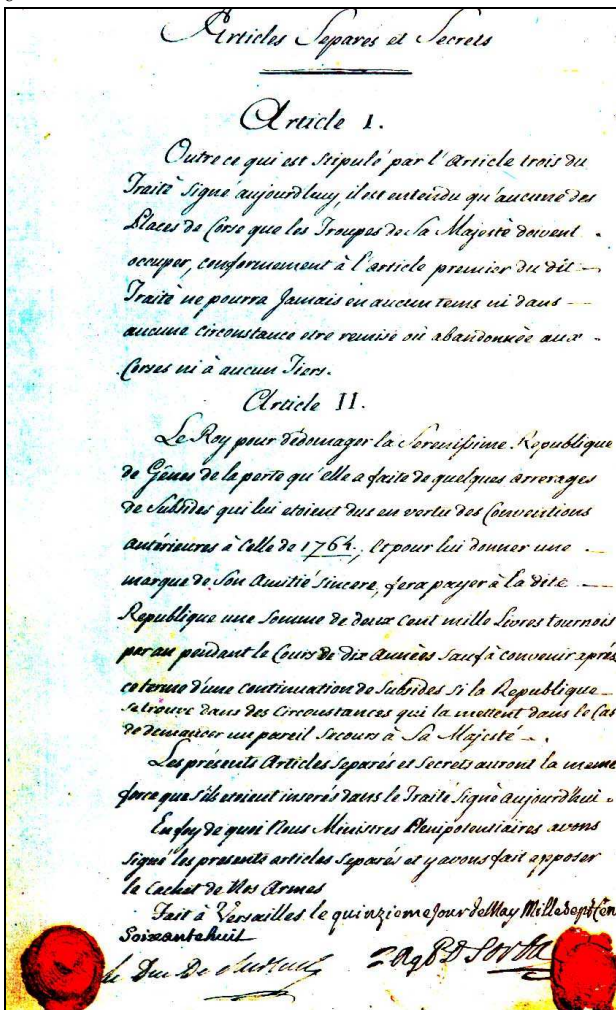 Articles Separés et Secrets
Article I.
Outre ce qui est stipulé par l'Article trois du
Traité signé aujourdhuy, il est entendu qu'aucune des
Places de Corse que les Troupes de Sa Majesté doivent
occuper, conformement à l'article premier du dit
Traité ne pourra Jamais en aucun tems ni dans
aucune circonstance etre remise où abandonnée aux
Corses ni à aucun Tiers.
Article II.
Le Roy pour dédomager la Serenissime Republique
de Gênes de la perte qu'elle a faite de quelques arrerages
de Subsides qui lui etoient dus en vertu des Conventions
antérieures à Celle de 1764, et pour lui donner une
marque de Son Amitié sincere, fera payer à la dite
Republique une Somme de deux Cent mille Livres tournois
par an pendant le Cours de dix Années sauf à convenir après
ce terme d'une Continuation de Subsides si la Republique
se trouve dans des Circonstances qui la mettent dans le Cas
de demander un pareil Secours à Sa Majesté.
Les présents Articles Separés et Secrets auront la meme
force que s'ils etoient inserés dans le Traité signé aujourd'hui.
En foy de quoi Nous Ministres Plenipotentiaires avons
signé les presents articles Separés et y avons fait apposer
le Cachet de Nos Armes
Fait à Versailles le quinzieme Jour de May Mille Sept Cen
Soixante huit
le Duc De Choiseul Ag P D Sorba